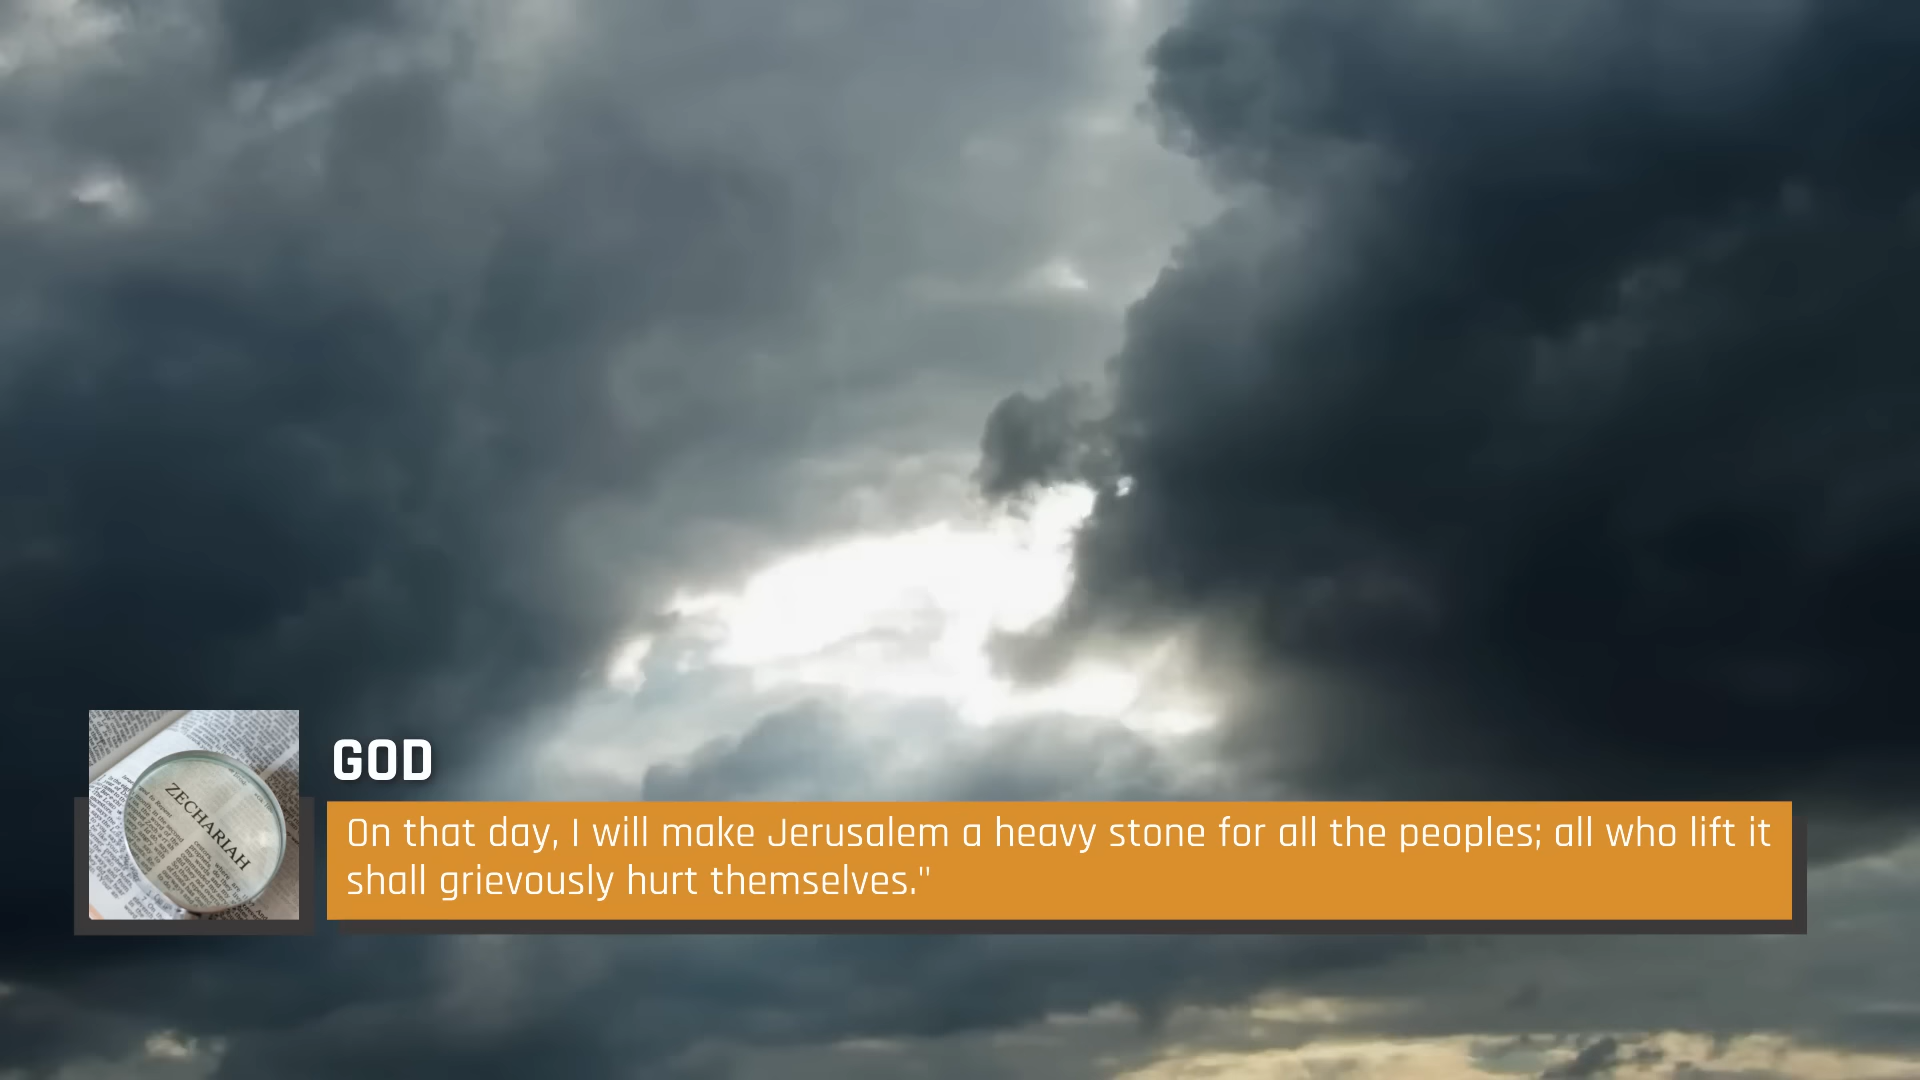 GOD
On that day, I will make Jerusalem a heavy stone for all the peoples; all who lift it
shall grievously hurt themselves."
ZECHARIAH